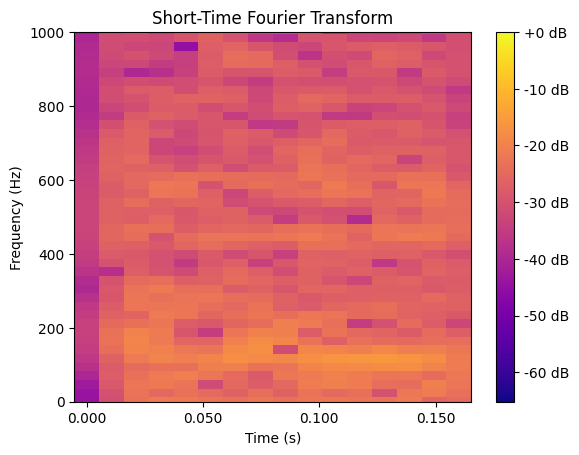 Short-Time Fourier Transform
1000
800
600
400
200
0
Frequency (Hz)
0.000
0.050
0.100
0.150
Time (s)
+0 dB
-10 dB
-20 dB
-30 dB
-40 dB
-50 dB
-60 dB